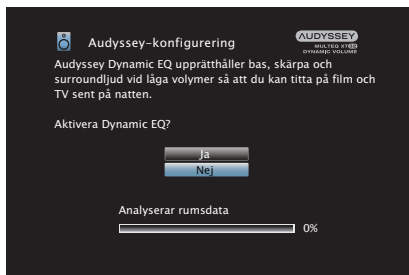 Audyssey-konfigurering
AUDYSSEY
MULTEQ XT32
DYNAMIC VOLUME
Audyssey Dynamic EQ upprätthåller bas, skärpa och
surroundljud vid låga volymer så att du kan titta på film och
TV sent på natten.
Aktivera Dynamic EQ?
Ja
Nej
Analyserar rumsdata
0%